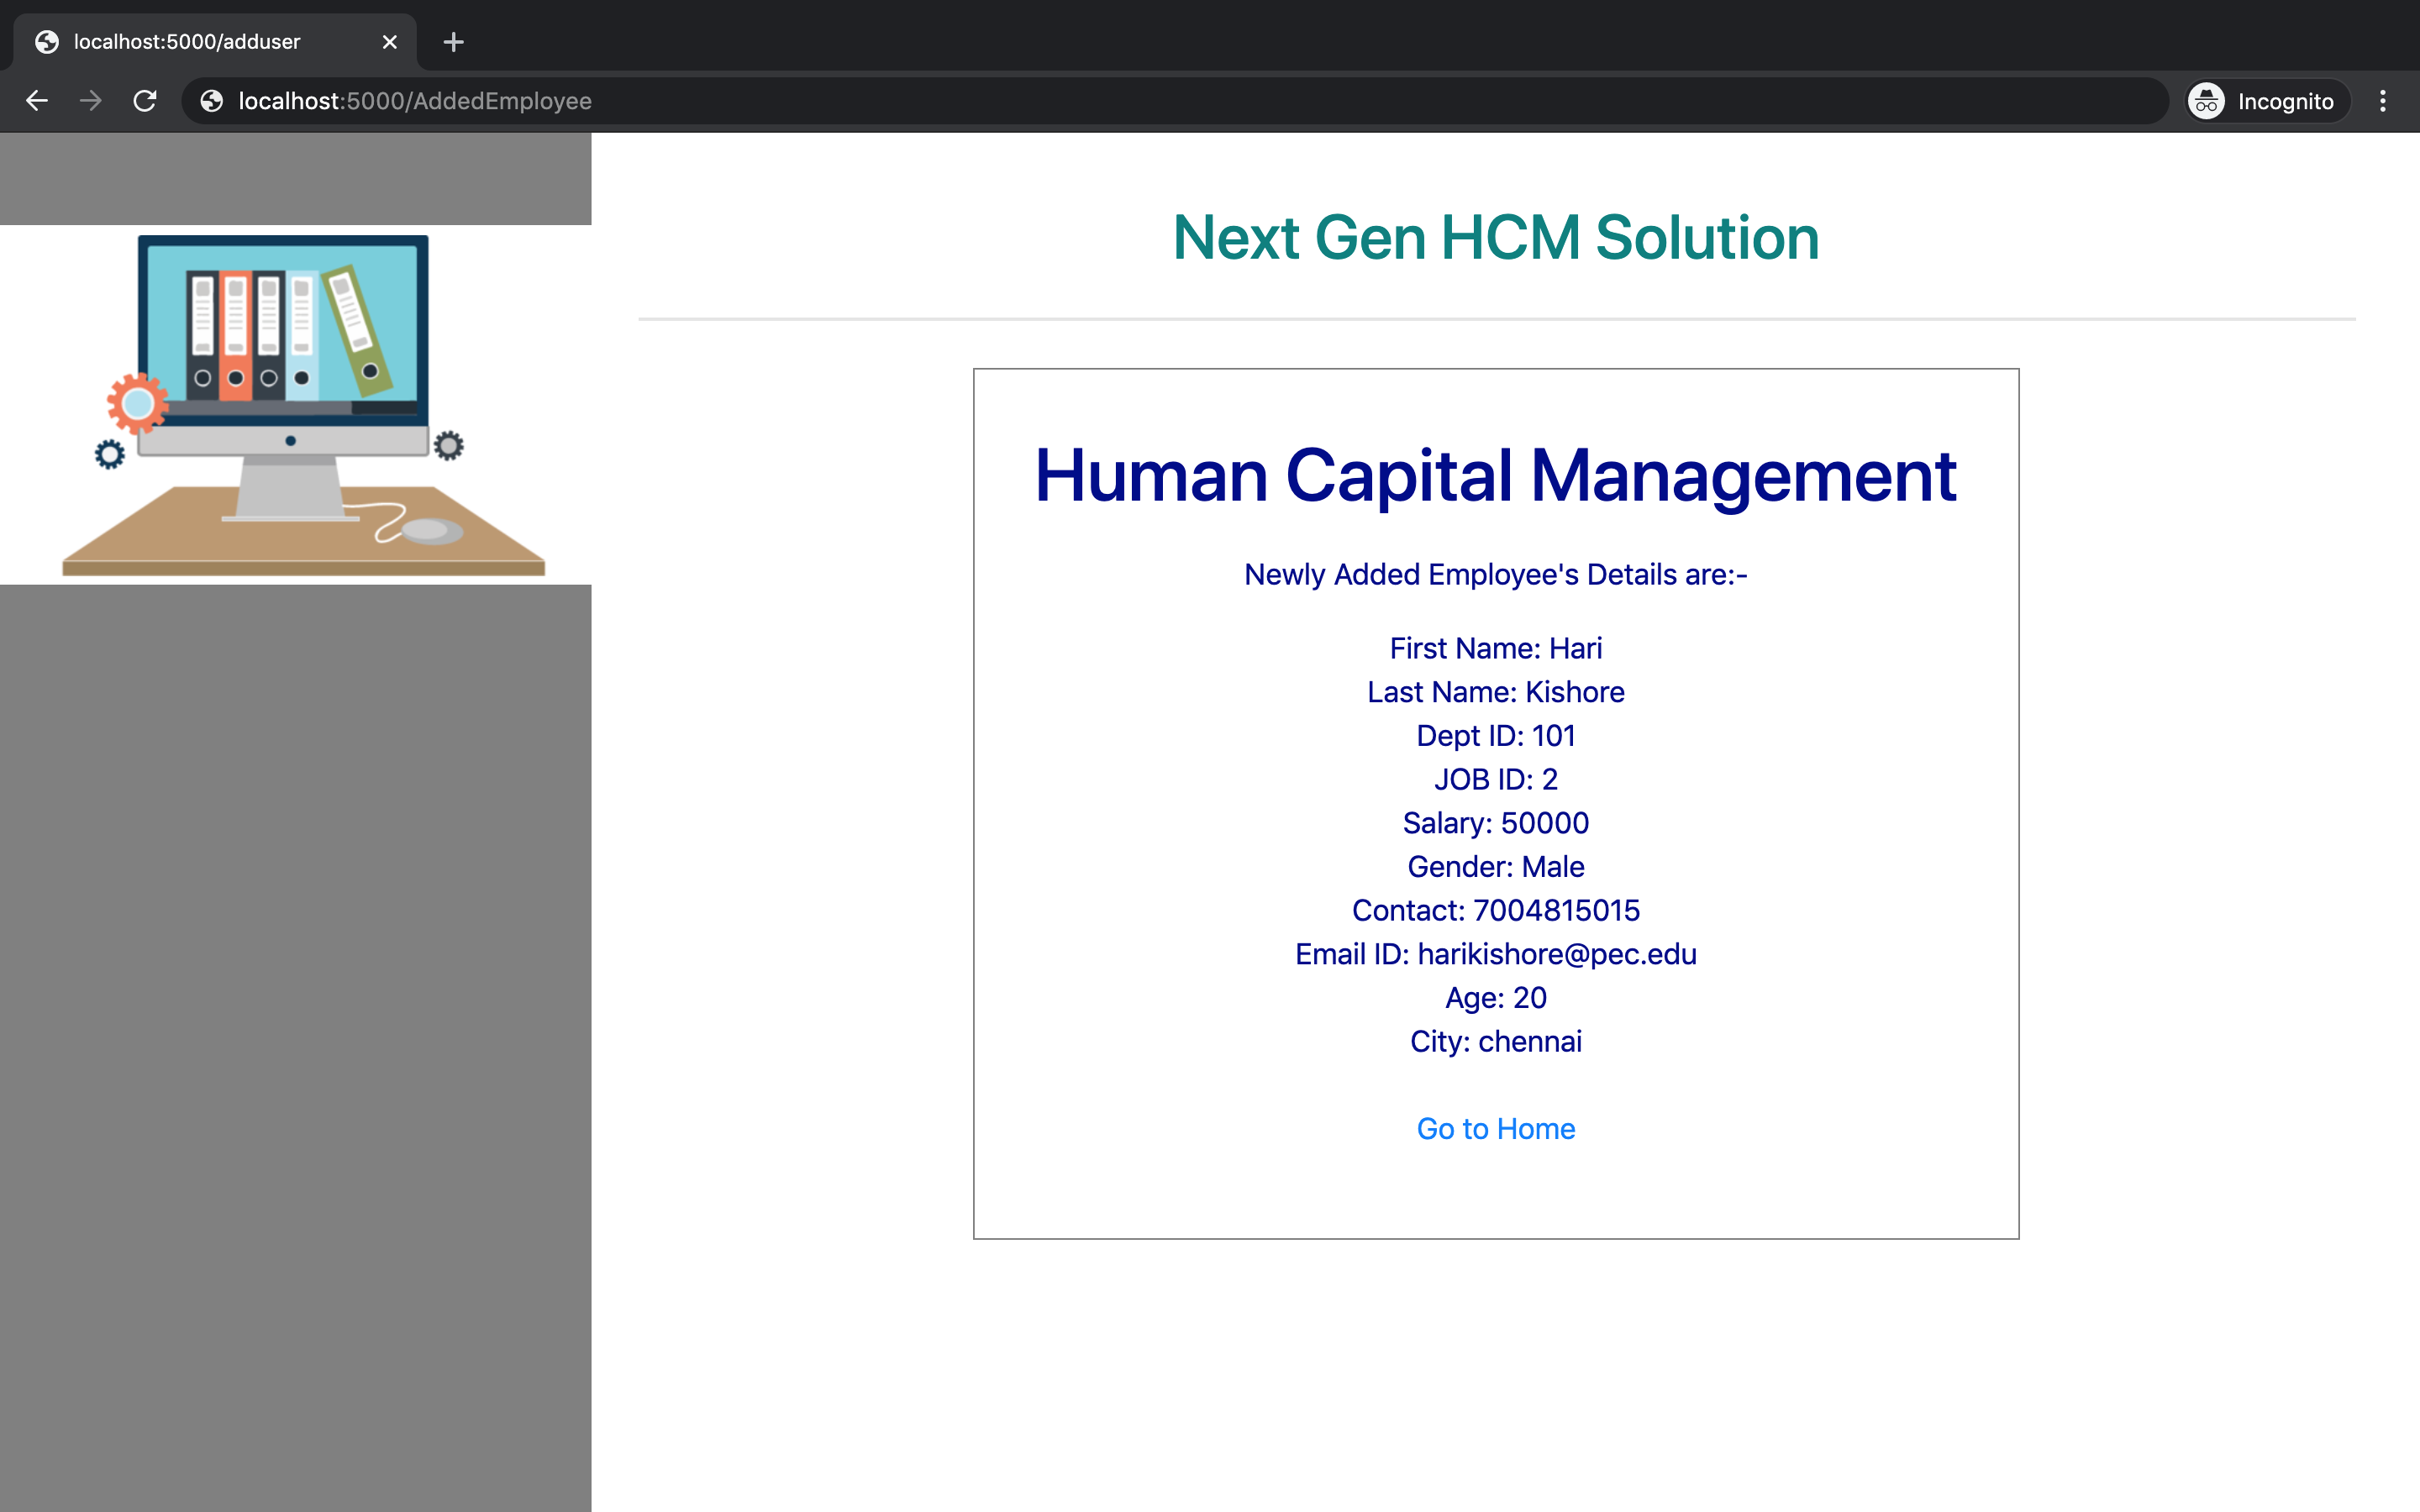 localhost:5000/adduser
localhost:5000/AddedEmployee
Incognito
Next Gen HCM Solution
Human Capital Management
Newly Added Employee's Details are:-
First Name: Hari
Last Name: Kishore
Dept ID: 101
JOB ID: 2
Salary: 50000
Gender: Male
Contact: 7004815015
Email ID: harikishore@pec.edu
Age: 20
City: chennai
Go to Home